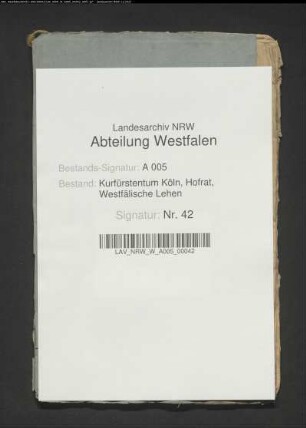 Landesarchiv NRW
Abteilung Westfalen
Bestands-Signatur: A 005
Bestand: Kurfürstentum Köln, Hofrat,
Westfälische Lehen
Signatur: Nr. 42
LAV_NRW_W_A005_00042